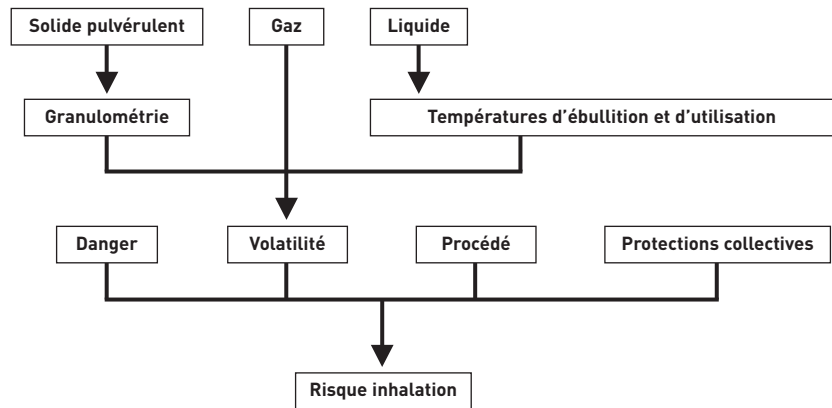 Solide pulvérulent
Gaz
Liquide
Granulométrie
Températures d'ébullition et d'utilisation
Danger
Volatilité
Procédé
Protections collectives
Risque inhalation